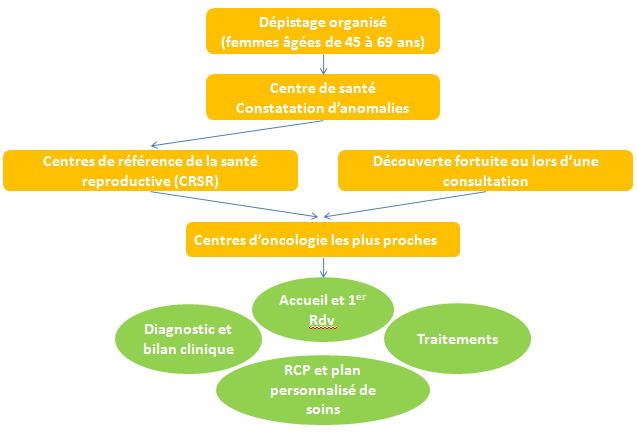 Dépistage organisé
(femmes âgées de 45 à 69 ans)
Centre de santé
Constatation d’anomalies
Centres de référence de la santé
reproductive (CRSR)
Découverte fortuite ou lors d’une
consultation
Centres d’oncologie les plus proches
Accueil et 1er
Rdv
Diagnostic et
bilan clinique
Traitements
RCP et plan
personnalisé de
soins